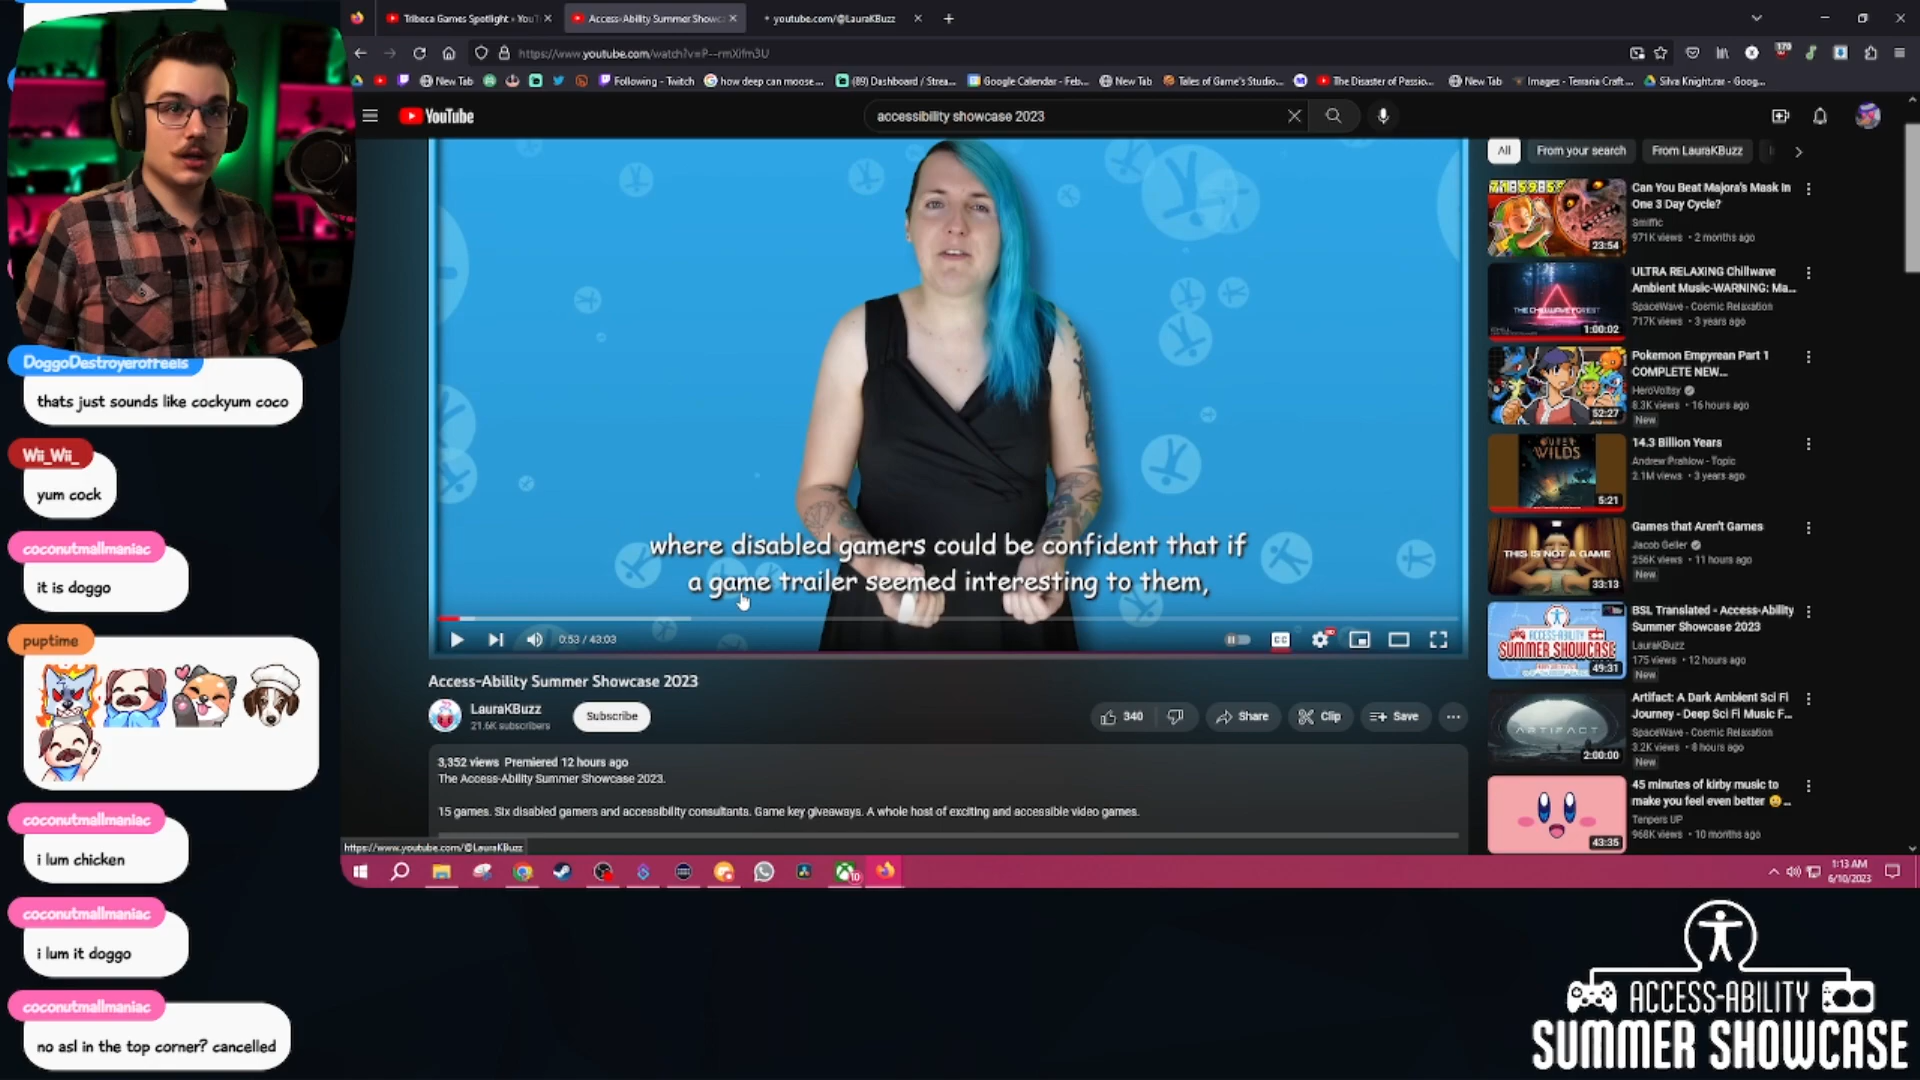 Tribeca Games Spotlight • YouT
Access-Ability Summer Showc
youtube.com/@LauraKBuzz
https://www.youtube.com/watch?v=P--rmXifm3U
170
New Tab
Following - Twitch
how deep can moose ...
(89) Dashboard / Strea...
Google Calendar - Feb...
New Tab
Tales of Game's Studio...
The Disaster of Passio...
New Tab
Images - Terraria Craft ...
Silva Knight.rar - Goog...
YouTube
accessibility showcase 2023
where disabled gamers could be confident that if
a game trailer seemed interesting to them,
0:53 / 43:03
CC
Access-Ability Summer Showcase 2023
LauraKBuzz
21.6K subscribers
Subscribe
340
Share
Clip
Save
3,352 views Premiered 12 hours ago
The Access-Ability Summer Showcase 2023.
15 games. Six disabled gamers and accessibility consultants. Game key giveaways. A whole host of exciting and accessible video games.
https://www.youtube.com/@LauraKBuzz
All
From your search
From LauraKBuzz
Can You Beat Majora's Mask In
One 3 Day Cycle?
Smiffic
971K views • 2 months ago
23:54
ULTRA RELAXING Chillwave
Ambient Music-WARNING: Ma...
SpaceWave - Cosmic Relaxation
717K views • 3 years ago
THE CHILLWAVE FOREST
1:00:02
Pokemon Empyrean Part 1
COMPLETE NEW...
HeroVoltsy
8.3K views • 16 hours ago
New
52:27
14.3 Billion Years
Andrew Prahlow - Topic
2.1M views • 3 years ago
OUTER
WILDS
5:21
Games that Aren't Games
Jacob Geller
256K views • 11 hours ago
New
THIS IS NOT A GAME
33:13
BSL Translated - Access-Ability
Summer Showcase 2023
LauraKBuzz
175 views • 12 hours ago
New
ACCESS-ABILITY
SUMMER SHOWCASE
49:31
Artifact: A Dark Ambient Sci Fi
Journey - Deep Sci Fi Music F...
SpaceWave - Cosmic Relaxation
3.2K views • 8 hours ago
New
ARTIFACT
2:00:00
45 minutes of kirby music to
make you feel even better
Tenpers UP
968K views • 10 months ago
43:35
10
1:13 AM
6/10/2023
DoggoDestroyerofheels
thats just sounds like cockyum coco
Wii_Wii_
yum cock
coconutmallmaniac
it is doggo
puptime
coconutmallmaniac
i lum chicken
coconutmallmaniac
i lum it doggo
coconutmallmaniac
no asl in the top corner? cancelled
ACCESS-ABILITY
SUMMER SHOWCASE